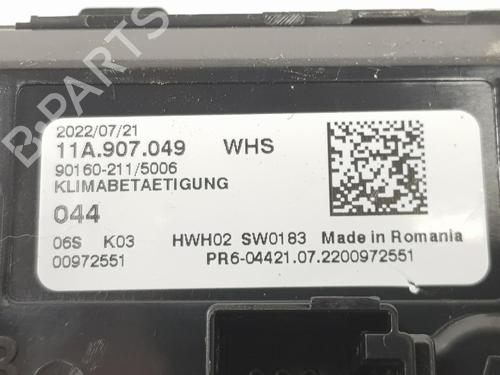 2022/07/21
11A.907.049 WHS
90160-211/5006
KLIMABETAETIGUNG
044
06S K03 HWH02 SW0183 Made in Romania
00972551 PR6-04421.07.2200972551
B-PARTS